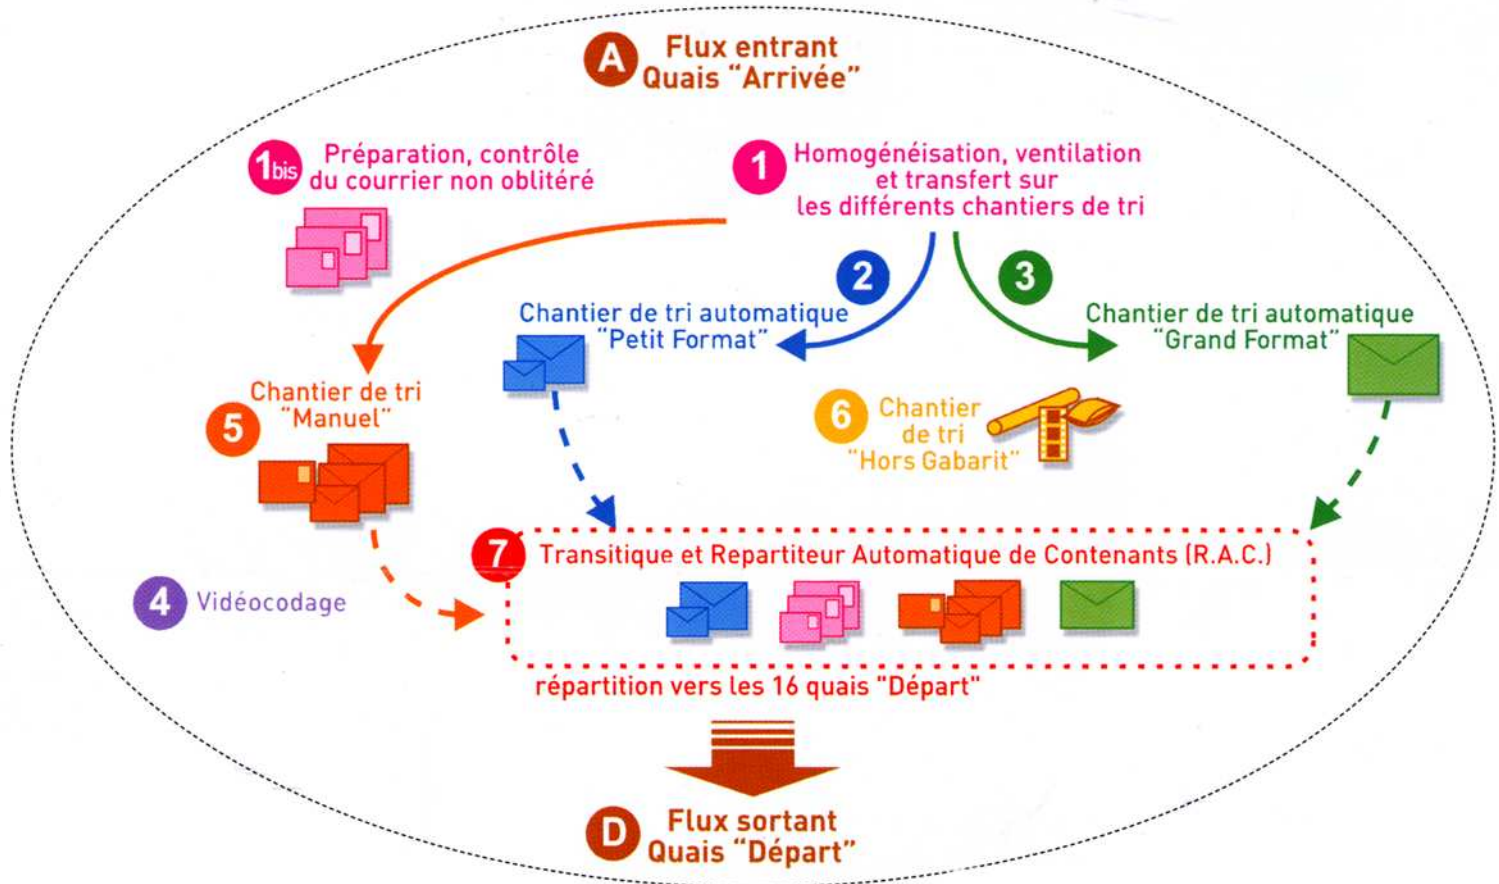 A Flux entrant
Quais “Arrivée”
1bis Préparation, contrôle
du courrier non oblitéré
1 Homogénéisation, ventilation
et transfert sur
les différents chantiers de tri
2
Chantier de tri automatique
“Petit Format”
3
Chantier de tri automatique
“Grand Format”
5 Chantier de tri
“Manuel”
6 Chantier
de tri
“Hors Gabarit”
4 Vidéocodage
7 Transitique et Repartiteur Automatique de Contenants (R.A.C.)
répartition vers les 16 quais "Départ"
D Flux sortant
Quais “Départ”